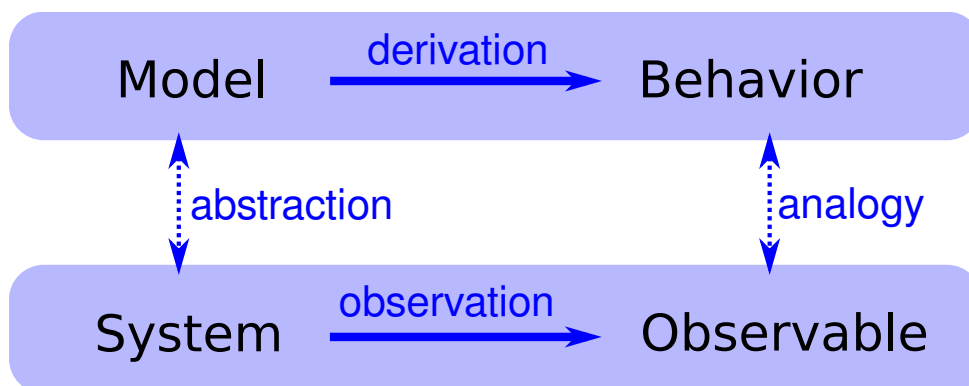 derivation
Model Behavior
abstraction analogy
observation
System Observable